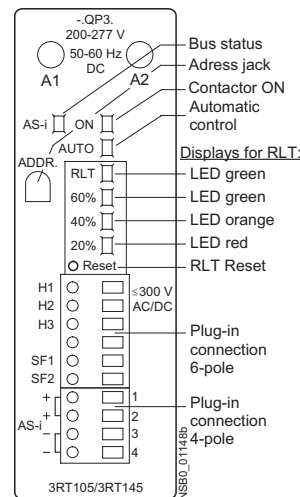 -.QP3.
200-277 V
50-60 Hz
DC
A1
A2
Bus status
Adress jack
Contactor ON
Automatic
control
AS-i
ON
AUTO
ADDR.
Displays for RLT:
RLT
LED green
60%
LED green
40%
LED orange
20%
LED red
Reset
RLT Reset
H1
≤300 V
AC/DC
H2
H3
Plug-in
connection
6-pole
SF1
SF2
AS-i
+
1
+
2
–
3
–
4
Plug-in
connection
4-pole
3RT105/3RT145
NSB0_01148b